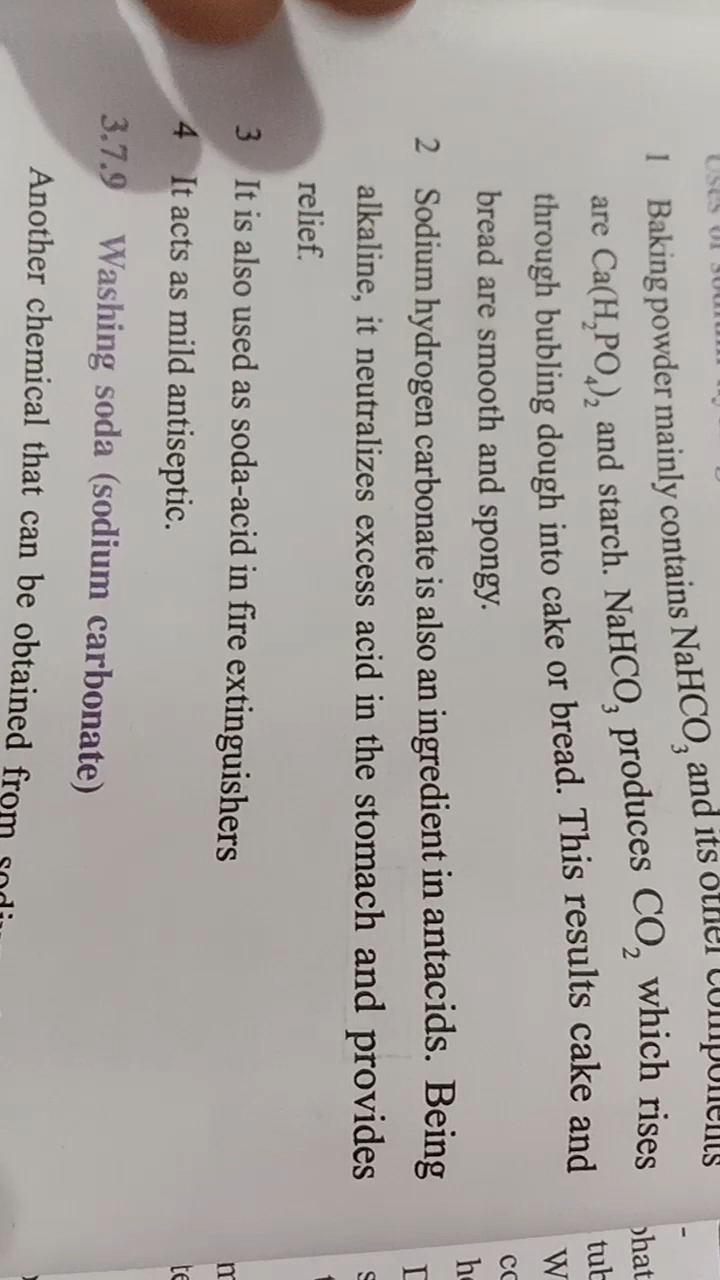 Uses of
1 Baking powder mainly contains NaHCO₃ and its other components
are Ca(H₂PO₄)₂ and starch. NaHCO₃ produces CO₂ which rises
through bubling dough into cake or bread. This results cake and
bread are smooth and spongy.
2 Sodium hydrogen carbonate is also an ingredient in antacids. Being
alkaline, it neutralizes excess acid in the stomach and provides
relief.
3 It is also used as soda-acid in fire extinguishers
4 It acts as mild antiseptic.
3.7.9 Washing soda (sodium carbonate)
Another chemical that can be obtained from